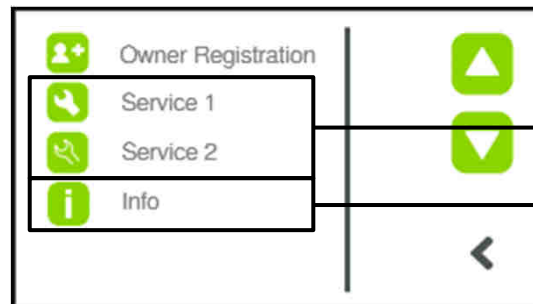 Owner Registration
Service 1
Service 2
Info